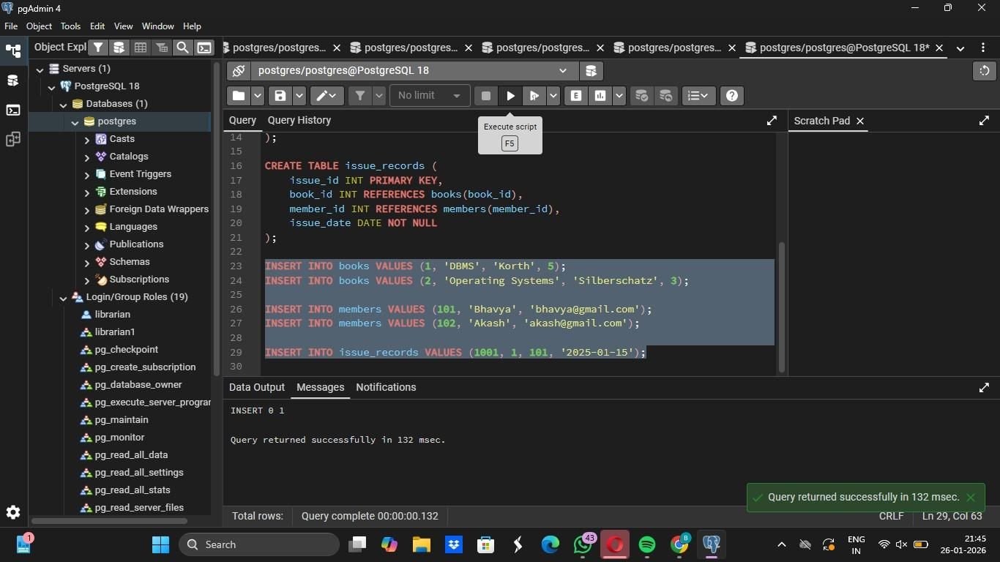 pgAdmin 4
File Object Tools Edit View Window Help
Object Expl
postgres/postgres... postgres/postgres... postgres/postgres... postgres/postgres... postgres/postgres@PostgreSQL 18*
Servers (1)
PostgreSQL 18
Databases (1)
postgres
Casts
Catalogs
Event Triggers
Extensions
Foreign Data Wrappers
Languages
Publications
Schemas
Subscriptions
Login/Group Roles (19)
librarian
librarian1
pg_checkpoint
pg_create_subscription
pg_database_owner
pg_execute_server_prograr
pg_maintain
pg_monitor
pg_read_all_data
pg_read_all_settings
pg_read_all_stats
pg_read_server_files
postgres/postgres@PostgreSQL 18
No limit
E
Query Query History
Execute script
F5
Scratch Pad
14 );
15
16 CREATE TABLE issue_records (
17 issue_id INT PRIMARY KEY,
18 book_id INT REFERENCES books(book_id),
19 member_id INT REFERENCES members(member_id),
20 issue_date DATE NOT NULL
21 );
22
23 INSERT INTO books VALUES (1, 'DBMS', 'Korth', 5);
24 INSERT INTO books VALUES (2, 'Operating Systems', 'Silberschatz', 3);
25
26 INSERT INTO members VALUES (101, 'Bhavya', 'bhavya@gmail.com');
27 INSERT INTO members VALUES (102, 'Akash', 'akash@gmail.com');
28
29 INSERT INTO issue_records VALUES (1001, 1, 101, '2025-01-15');
30
Data Output Messages Notifications
INSERT 0 1
Query returned successfully in 132 msec.
Query returned successfully in 132 msec.
Total rows: Query complete 00:00:00.132 CRLF Ln 29, Col 63
1
Search
43
B
ENG
IN
21:45
26-01-2026